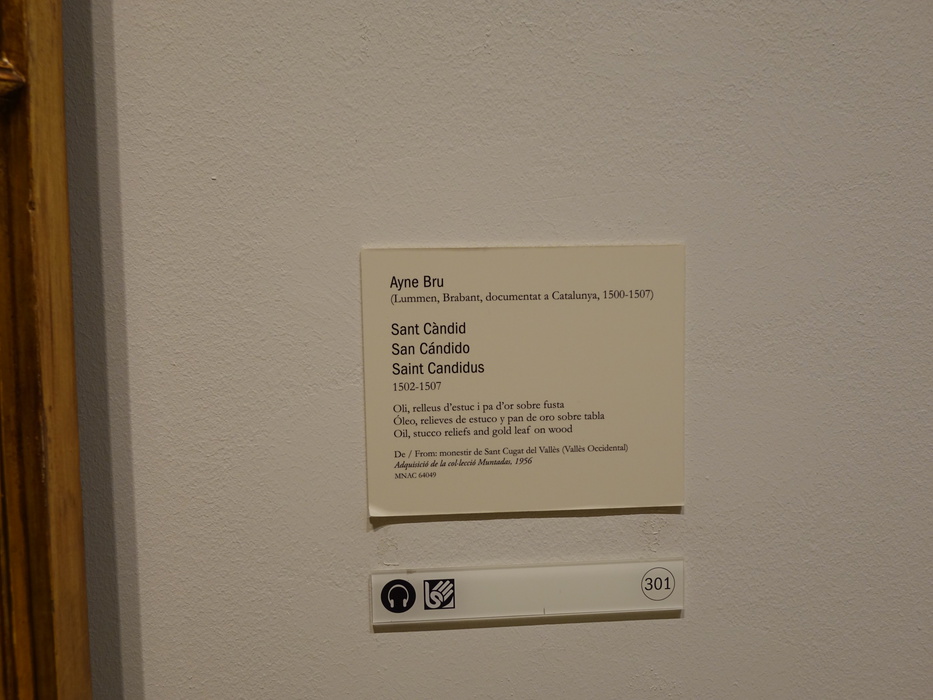 Ayne Bru
(Lummen, Brabant, documentat a Catalunya, 1500-1507)
Sant Càndid
San Cándido
Saint Candidus
1502-1507
Oli, relleus d'estuc i pa d'or sobre fusta
Óleo, relieves de estuco y pan de oro sobre tabla
Oil, stucco reliefs and gold leaf on wood
De / From: monestir de Sant Cugat del Vallès (Vallès Occidental)
Adquisició de la col·lecció Muntadas, 1956
MNAC 64049
301